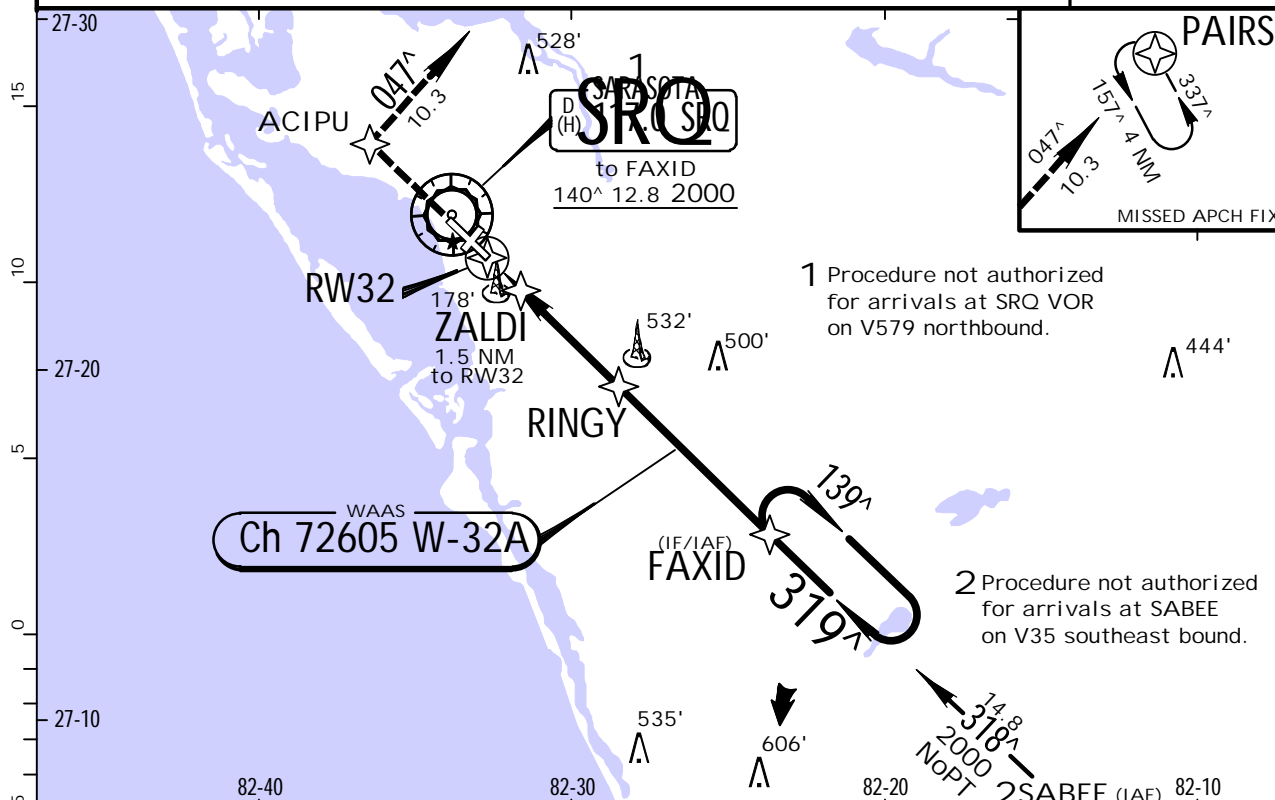 27-30
528'
PAIRS
15
047^
10.3
ACIPU
1
SARASOTA
SRQ
D
(H)
117.0 SRQ
to FAXID
140^ 12.8 2000
157^ 4 NM
337^
047^
10.3
MISSED APCH FIX
10
RW32
178'
ZALDI
1.5 NM
to RW32
1 Procedure not authorized
for arrivals at SRQ VOR
on V579 northbound.
532'
500'
444'
27-20
RINGY
5
WAAS
Ch 72605 W-32A
139^
(IF/IAF)
FAXID
319^
2 Procedure not authorized
for arrivals at SABEE
on V35 southeast bound.
0
27-10
535'
606'
14.8
318^
2000
NoPT
2 SABEE (IAF)
82-40
82-30
82-20
82-10